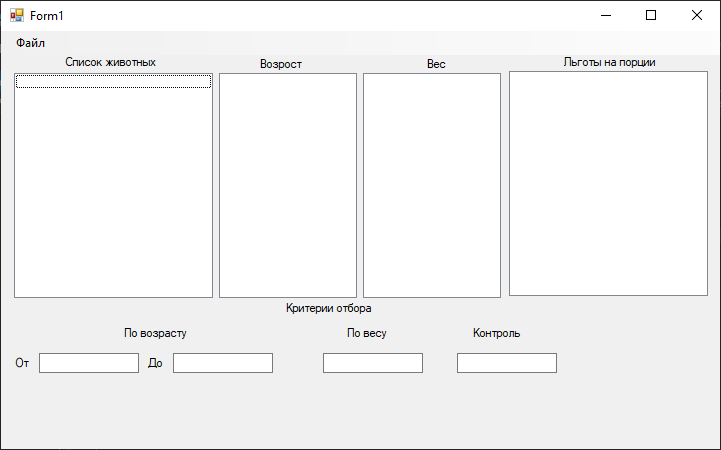 Form1
Файл
Список животных
Возрост
Вес
Льготы на порции
Критерии отбора
По возрасту
По весу
Контроль
От
До